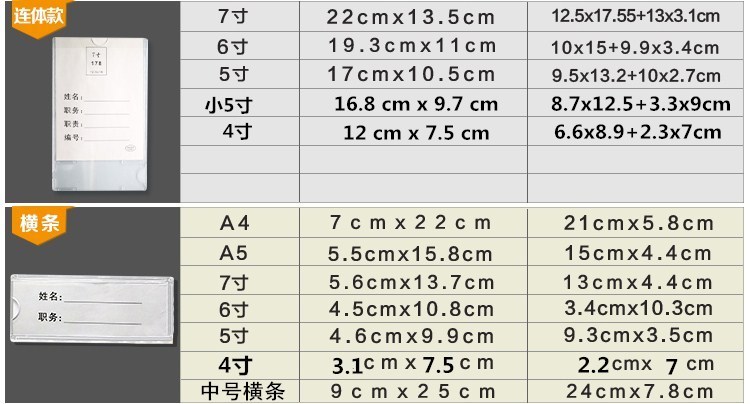 连体款
7寸 22cmx13.5cm 12.5x17.55+13x3.1cm
6寸 19.3cmx11cm 10x15+9.9x3.4cm
5寸 17cmx10.5cm 9.5x13.2+10x2.7cm
小5寸 16.8 cm x 9.7 cm 8.7x12.5+3.3x9cm
4寸 12 cm x 7.5 cm 6.6x8.9+2.3x7cm
178
姓名:
职务:
职责:
编号:
横条
A4 7cmx22cm 21cmx5.8cm
A5 5.5cmx15.8cm 15cmx4.4cm
7寸 5.6cmx13.7cm 13cmx4.4cm
6寸 4.5cmx10.8cm 3.4cmx10.3cm
5寸 4.6cmx9.9cm 9.3cmx3.5cm
4寸 3.1cmx7.5cm 2.2cmx 7 cm
中号横条 9cmx25cm 24cmx7.8cm
姓名:
职务: